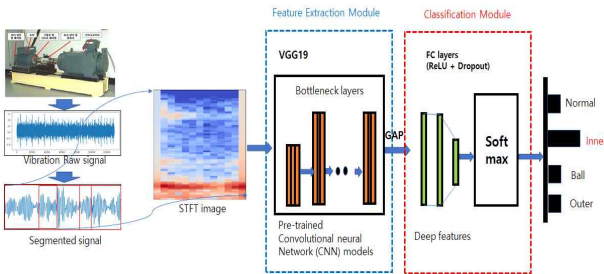 Feature Extraction Module
Classification Module
VGG19
Bottleneck layers
FC layers
(ReLU + Dropout)
GAP
Soft
max
Normal
Inne
Ball
Outer
Vibration Raw signal
STFT image
Segmented signal
Pre-trained
Convolutional neural
Network (CNN) models
Deep features